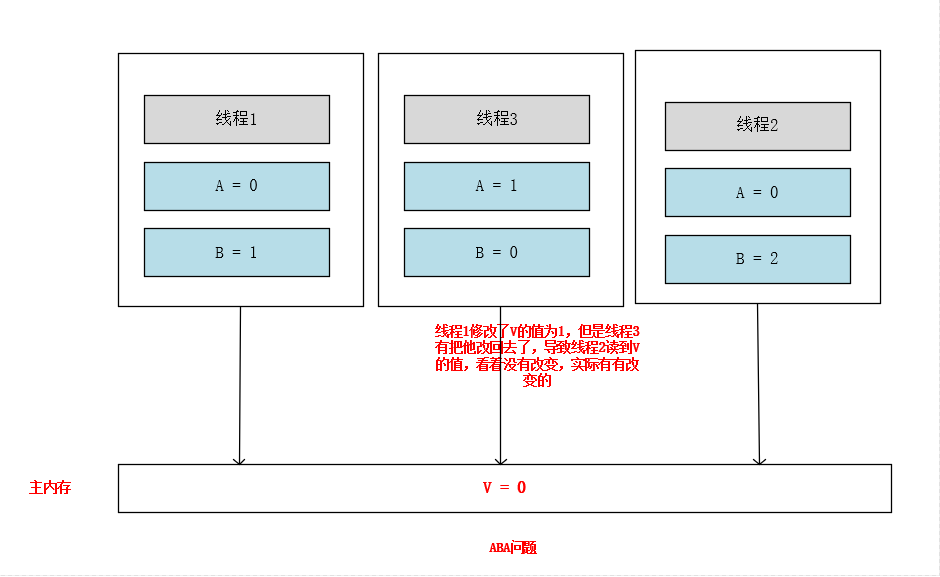 线程1
线程3
线程2
A = 0
A = 1
A = 0
B = 1
B = 0
B = 2
线程1修改了V的值为1，但是线程3
有把他改回去了，导致线程2读到V
的值，看着没有改变，实际有有改
变的
主内存
V = 0
ABA问题